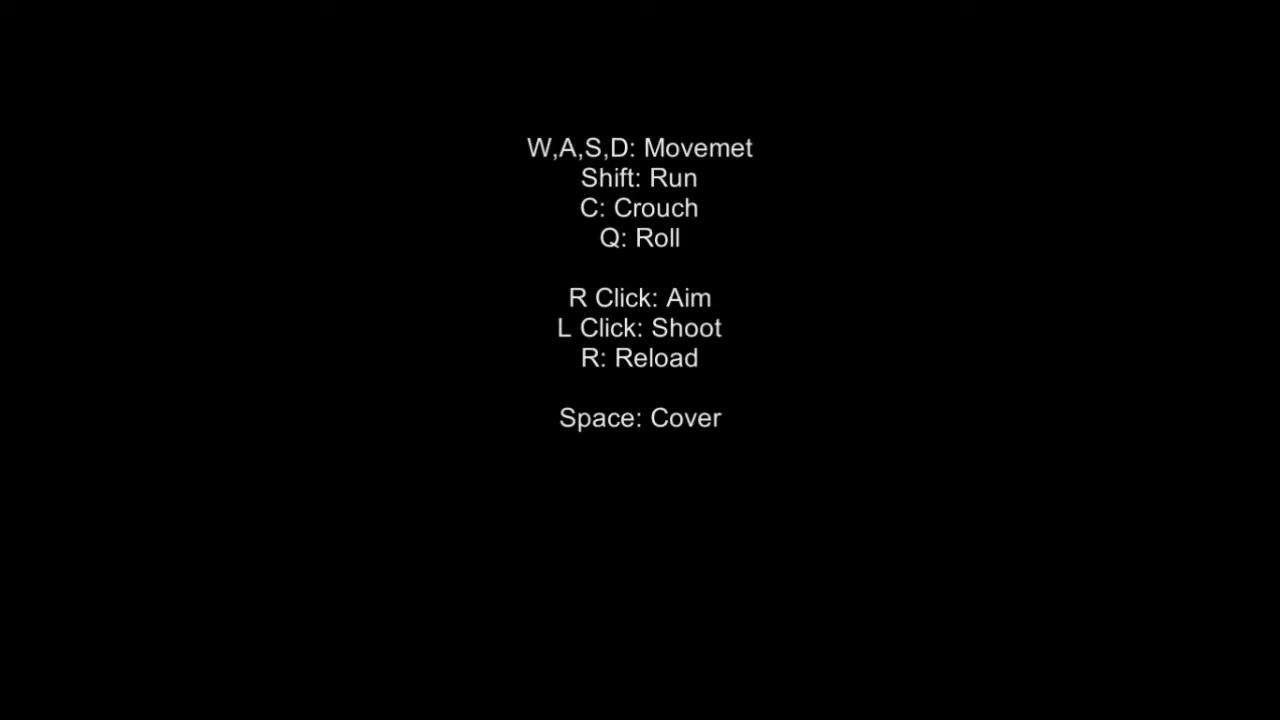 W,A,S,D: Movemet
Shift: Run
C: Crouch
Q: Roll
R Click: Aim
L Click: Shoot
R: Reload
Space: Cover